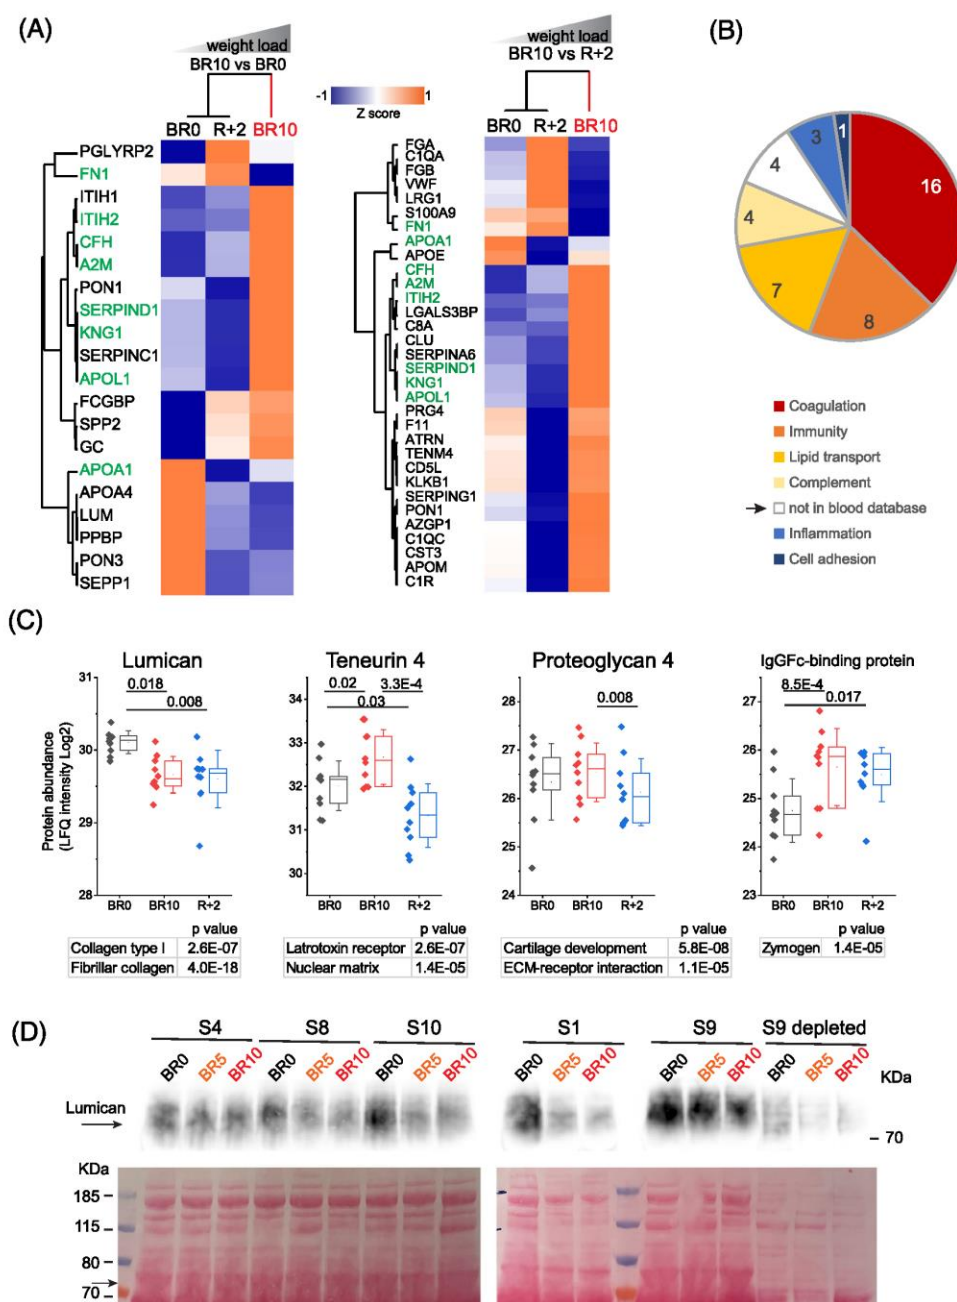 (A)
weight load
BR10 vs BR0
-1 1
Z score
BR0 R+2 BR10
PGLYRP2
FN1
ITIH1
ITIH2
CFH
A2M
PON1
SERPIND1
KNG1
SERPINC1
APOL1
FCGBP
SPP2
GC
APOA1
APOA4
LUM
PPBP
PON3
SEPP1
weight load
BR10 vs R+2
BR0 R+2 BR10
FGA
C1QA
FGB
VWF
LRG1
S100A9
FN1
APOA1
APOE
CFH
A2M
ITIH2
LGALS3BP
C8A
CLU
SERPINA6
SERPIND1
KNG1
APOL1
PRG4
F11
ATRN
TENM4
CD5L
KLKB1
SERPING1
PON1
AZGP1
C1QC
CST3
APOM
C1R
(B)
16
8
7
4
4
3
1
Coagulation
Immunity
Lipid transport
Complement
not in blood database
Inflammation
Cell adhesion
(C)
Protein abundance
(LFQ intensity Log2)
Lumican
0.018
0.008
31
30
29
28
BR0 BR10 R+2
p value
Collagen type I 2.6E-07
Fibrillar collagen 4.0E-18
Teneurin 4
0.02 3.3E-4
0.03
34
33
32
31
30
BR0 BR10 R+2
p value
Latrotoxin receptor 2.6E-07
Nuclear matrix 1.4E-05
Proteoglycan 4
0.008
28
27
26
25
24
BR0 BR10 R+2
p value
Cartilage development 5.8E-08
ECM-receptor interaction 1.1E-05
IgGFc-binding protein
8.5E-4
0.017
27
26
25
24
23
BR0 BR10 R+2
p value
Zymogen 1.4E-05
(D)
S4 S8 S10 S1 S9 S9 depleted
BR0 BR5 BR10 BR0 BR5 BR10 BR0 BR5 BR10 BR0 BR5 BR10 BR0 BR5 BR10 BR0 BR5 BR10
KDa
Lumican
70
KDa
185
115
80
70